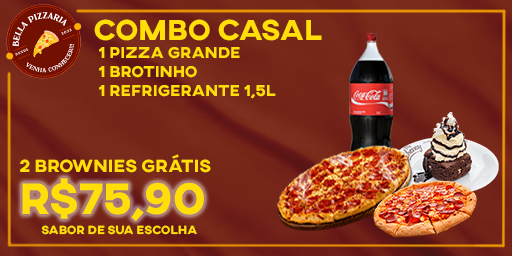 BELLA PIZZARIA
DESDE 2022
VENHA CONHECER!!!
COMBO CASAL
1 PIZZA GRANDE
1 BROTINHO
1 REFRIGERANTE 1,5L
Coca-Cola
2 BROWNIES GRÁTIS
R$75,90
SABOR DE SUA ESCOLHA